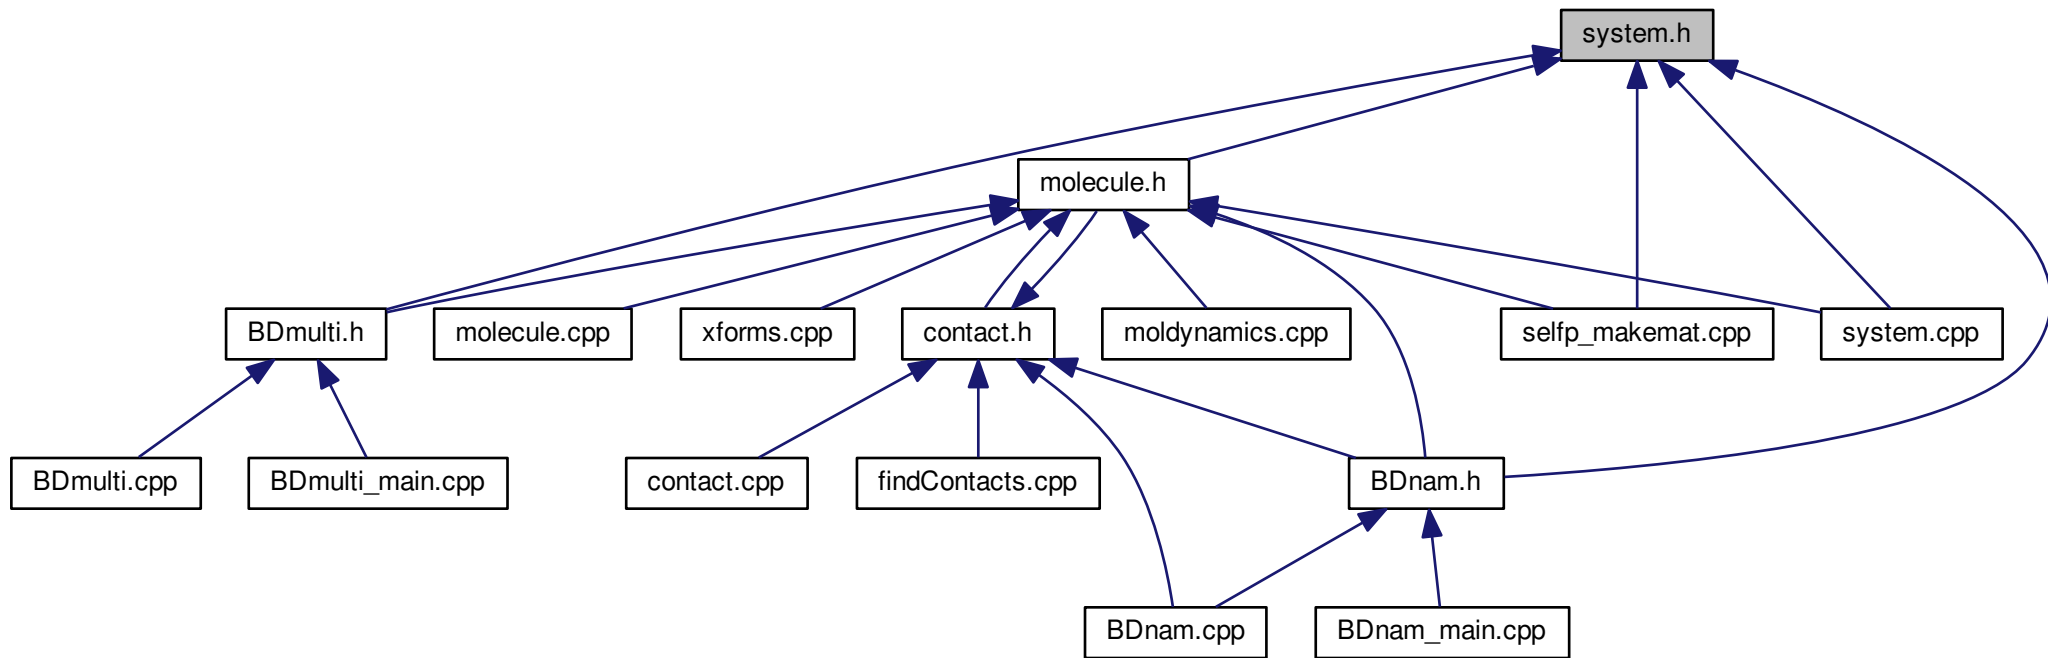 system.h
molecule.h
BDmulti.h
molecule.cpp
xforms.cpp
contact.h
moldynamics.cpp
selfp_makemat.cpp
system.cpp
BDmulti.cpp
BDmulti_main.cpp
contact.cpp
findContacts.cpp
BDnam.h
BDnam.cpp
BDnam_main.cpp